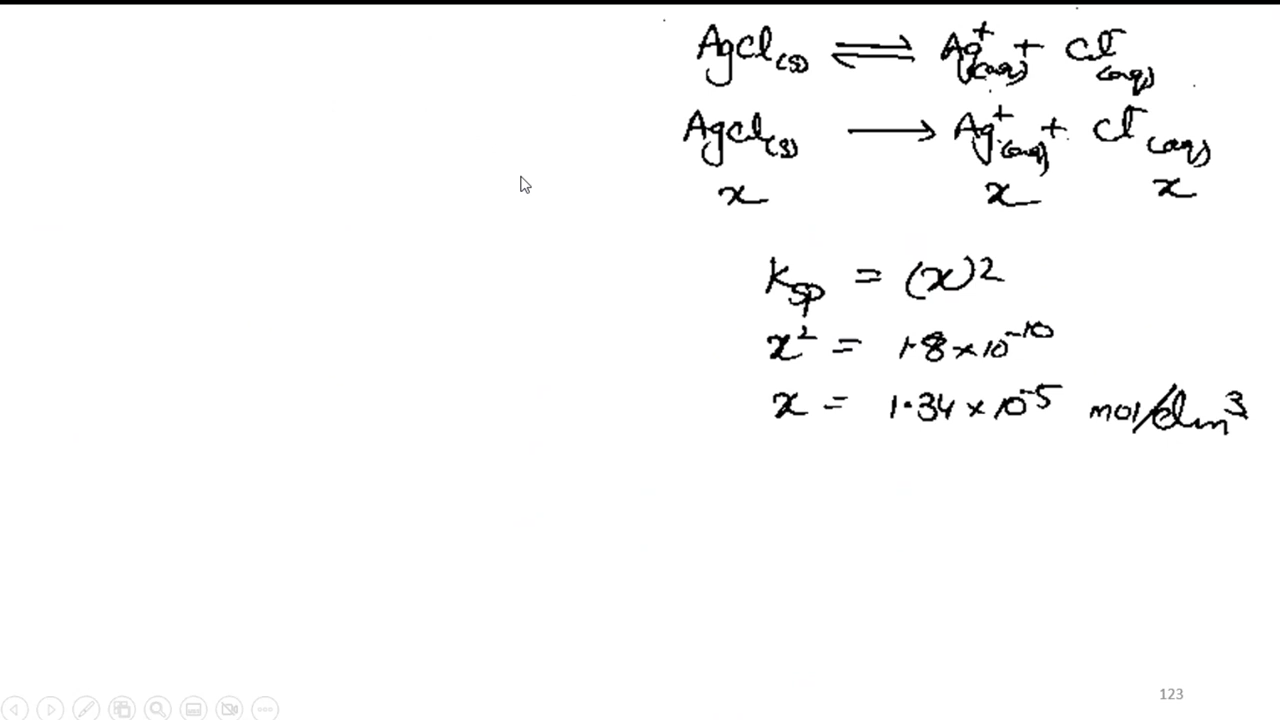 AgCl(s) ⇌ Ag⁺(aq) + Cl⁻(aq)
AgCl(s) → Ag⁺(aq) + Cl⁻(aq)
x x x
Ksp = (x)²
x² = 1.8 × 10⁻¹⁰
x = 1.34 × 10⁻⁵ mol/dm³
123